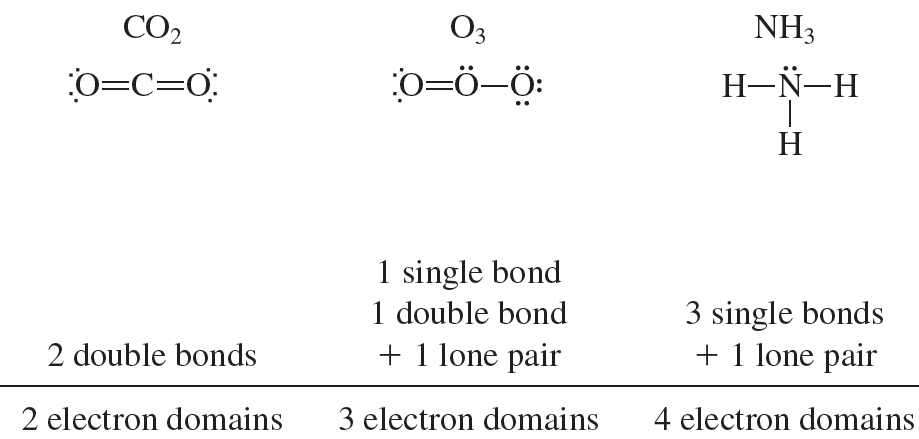 CO₂ O₃ NH₃
:Ö=C=Ö: :Ö=Ö—Ö: H—N̈—H
H
1 single bond
1 double bond 3 single bonds
2 double bonds + 1 lone pair + 1 lone pair
2 electron domains 3 electron domains 4 electron domains